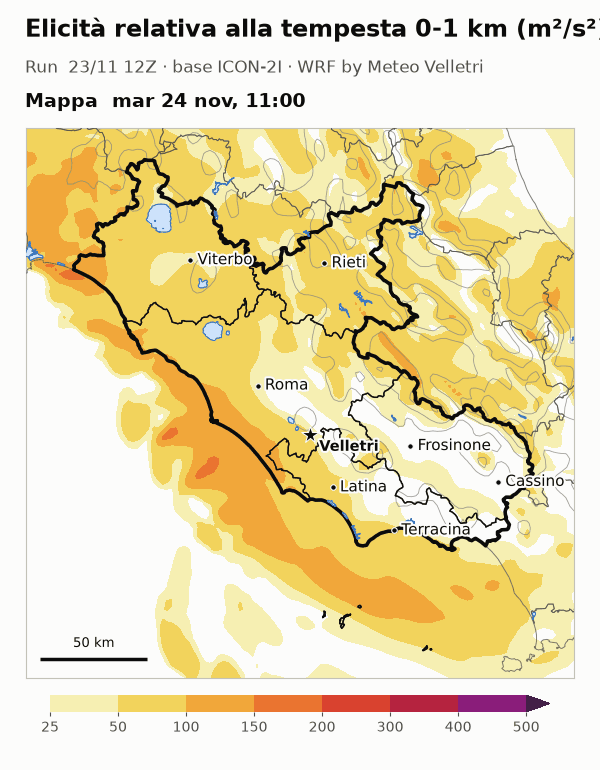 Elicità relativa alla tempesta 0-1 km (m²/s²)
Run 23/11 12Z · base ICON-2I · WRF by Meteo Velletri
Mappa mar 24 nov, 11:00
Viterbo
Rieti
Roma
Velletri
Frosinone
Cassino
Latina
Terracina
50 km
25 50 100 150 200 300 400 500